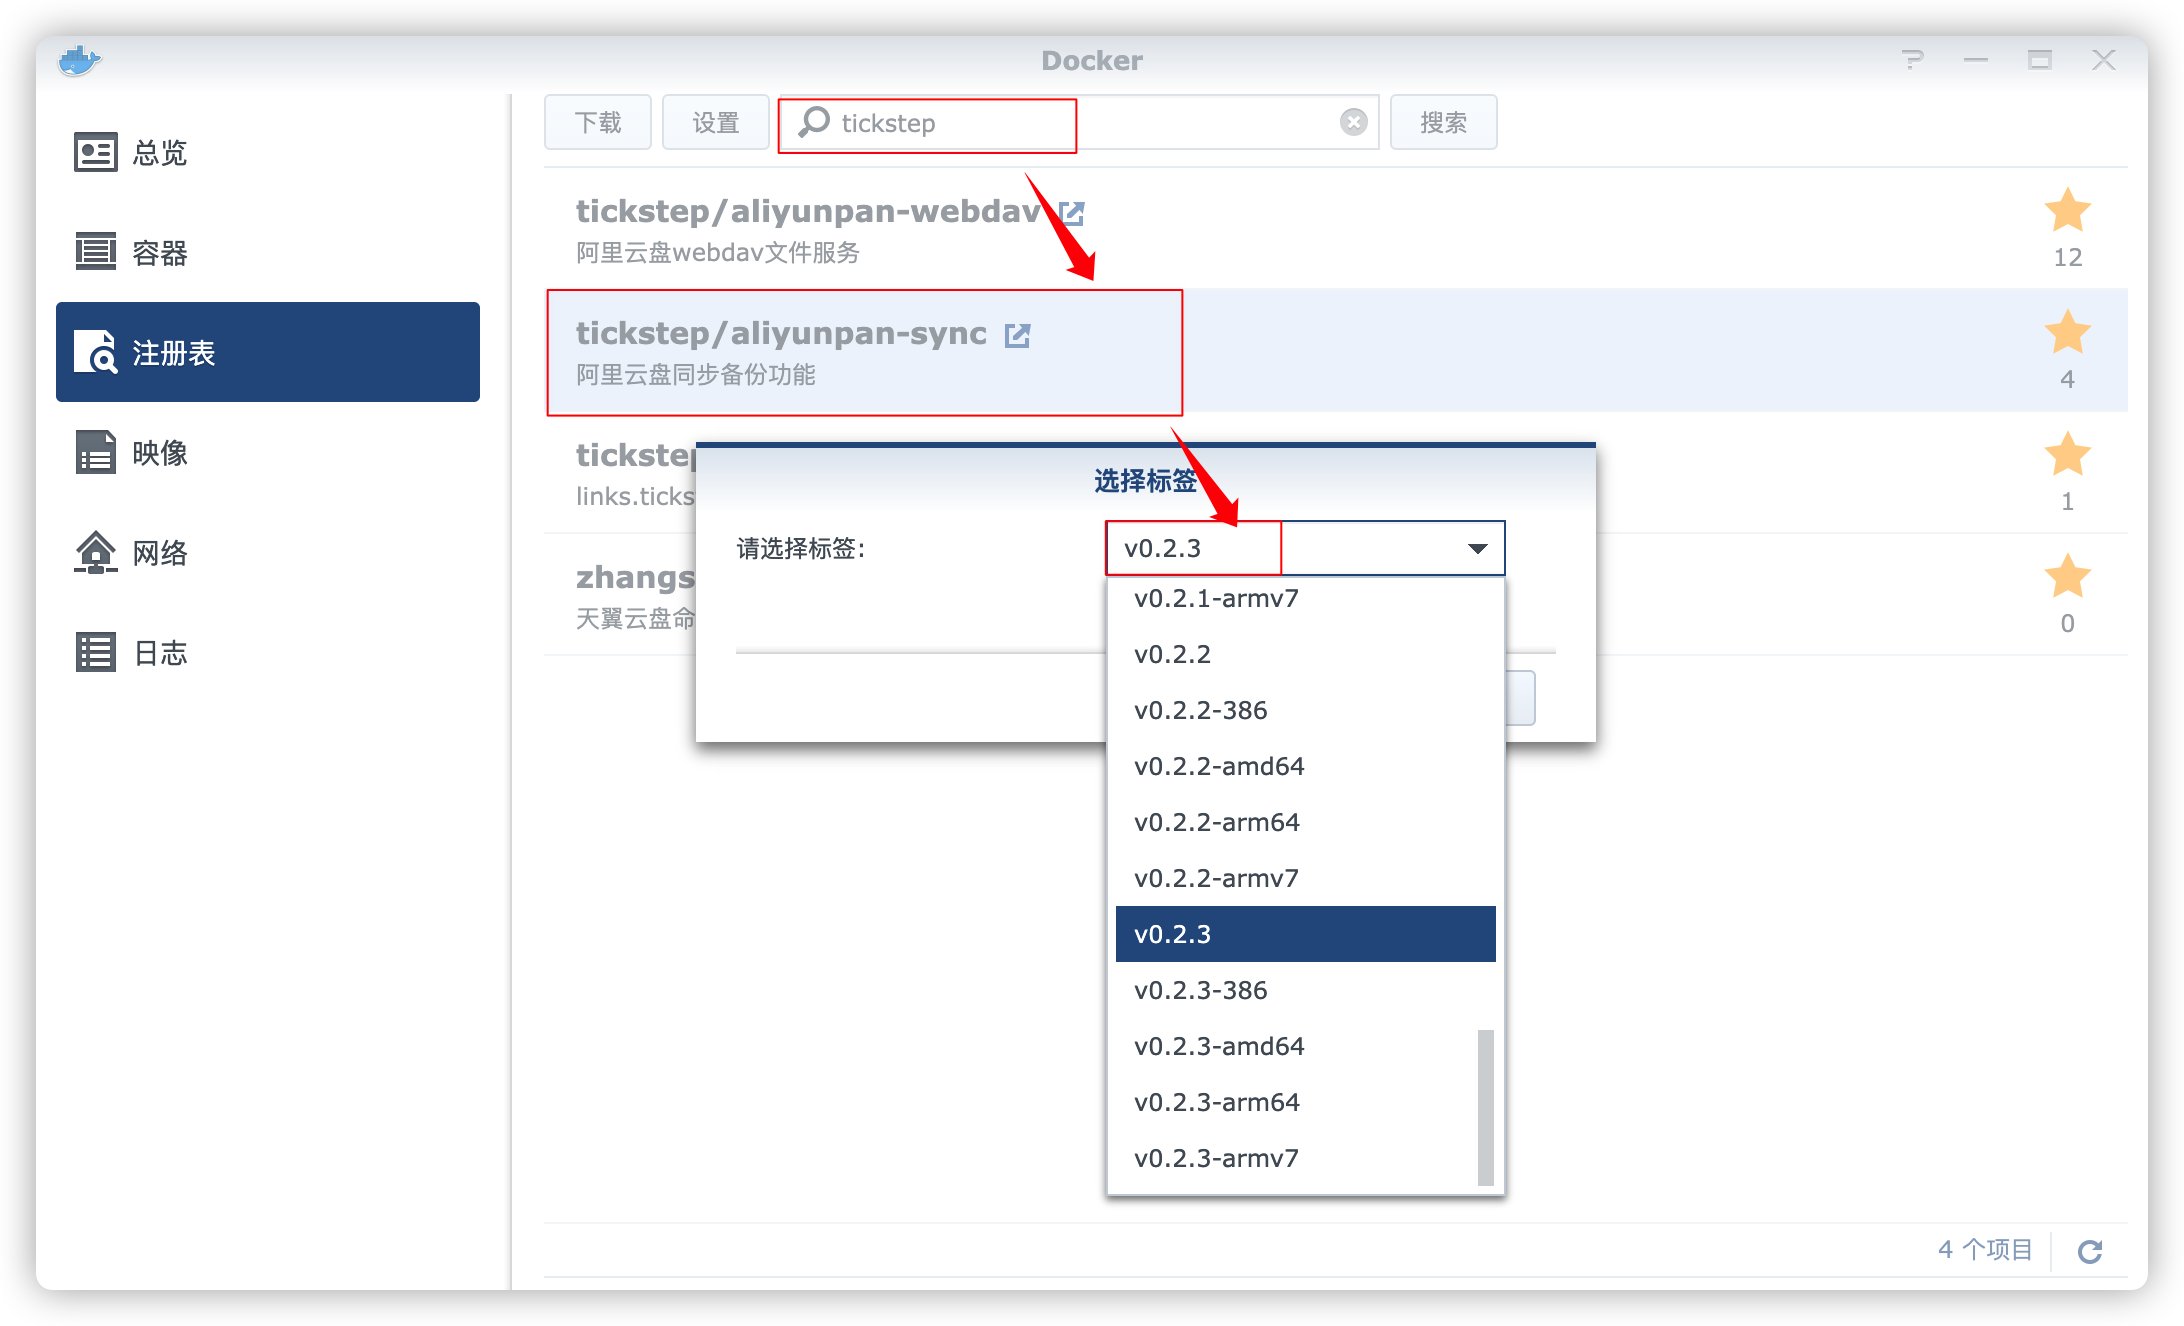 Docker
总览
容器
注册表
映像
网络
日志
下载
设置
tickstep
搜索
tickstep/aliyunpan-webdav
阿里云盘webdav文件服务
12
tickstep/aliyunpan-sync
阿里云盘同步备份功能
4
links.ticks
1
zhangs
天翼云盘命
0
选择标签
请选择标签:
v0.2.3
v0.2.1-armv7
v0.2.2
v0.2.2-386
v0.2.2-amd64
v0.2.2-arm64
v0.2.2-armv7
v0.2.3
v0.2.3-386
v0.2.3-amd64
v0.2.3-arm64
v0.2.3-armv7
4 个项目